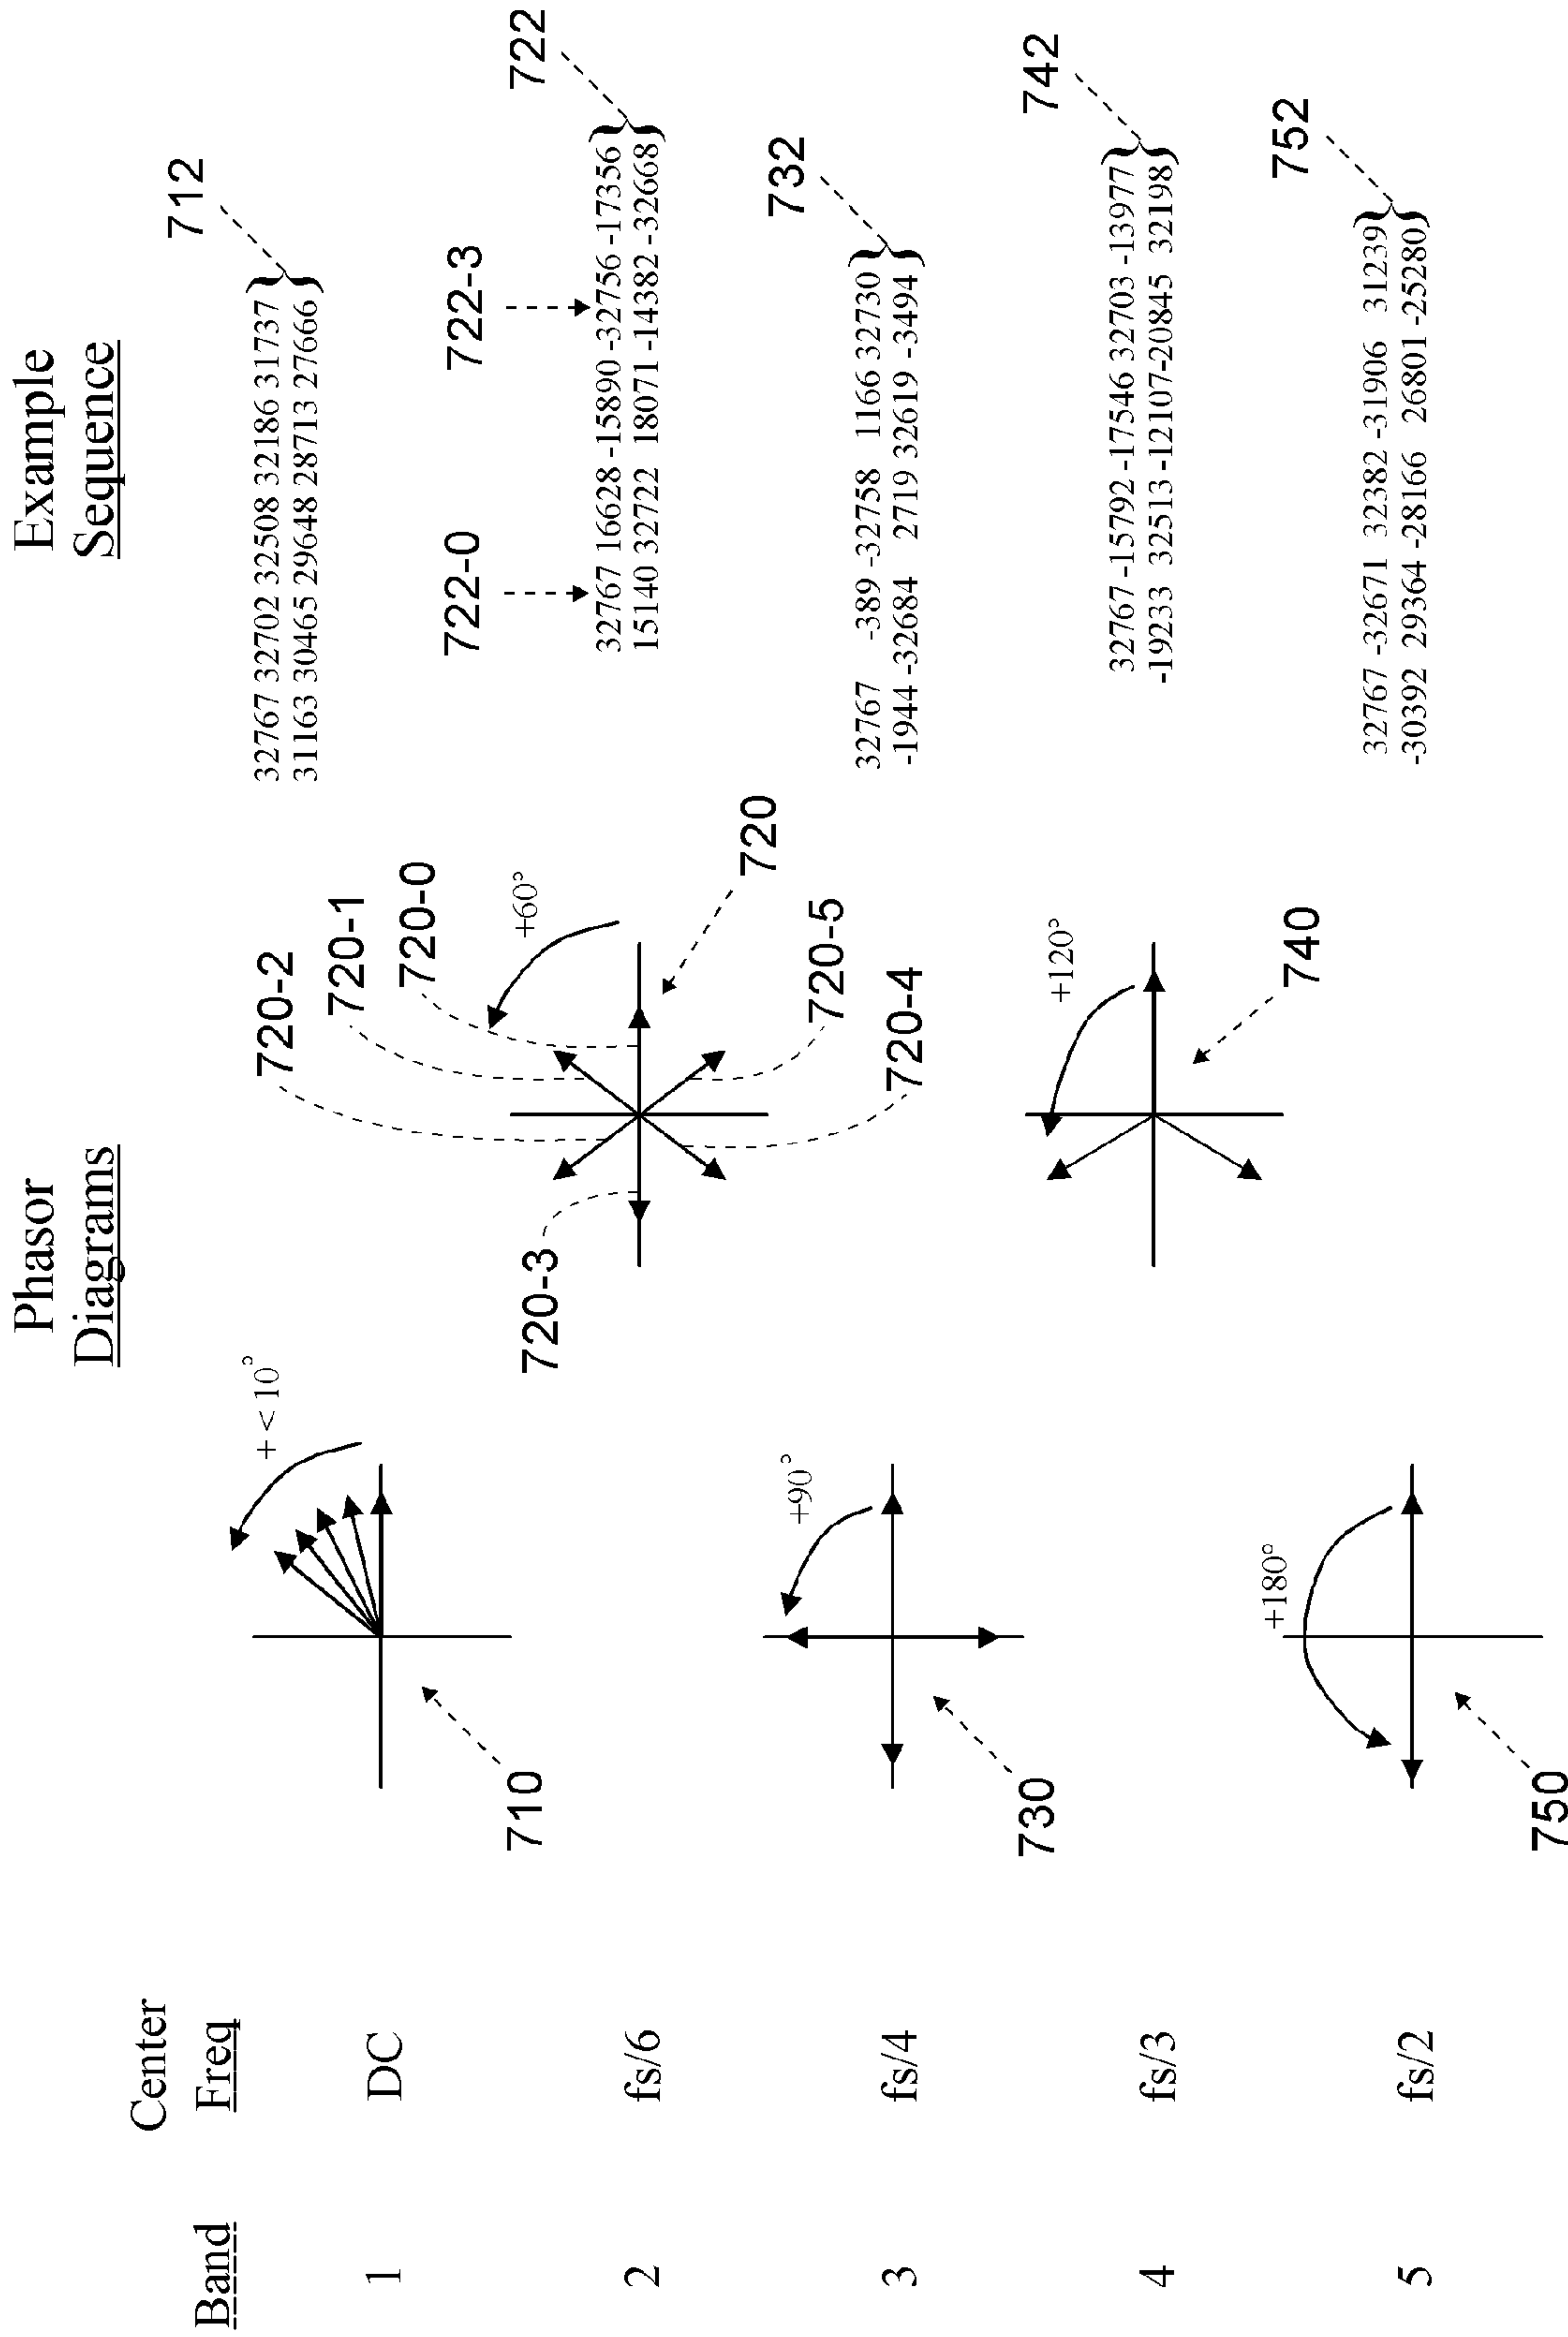 Band
Center
Freq
Phasor
Diagrams
Example
Sequence
1
DC
+ < 10°
710
32767 32702 32508 32186 31737
31163 30465 29648 28713 27666
712
2
fs/6
720-2
720-1
720-0
+60°
720
720-3
720-5
720-4
722-0
722-3
32767 16628 -15890 -32756 -17356
15140 32722 18071 -14382 -32668
722
3
fs/4
+90°
730
32767 -389 -32758 1166 32730
-1944 -32684 2719 32619 -3494
732
4
fs/3
+120°
740
32767 -15792 -17546 32703 -13977
-19233 32513 -12107 -20845 32198
742
5
fs/2
+180°
750
32767 -32671 32382 -31906 31239
-30392 29364 -28166 26801 -25280
752